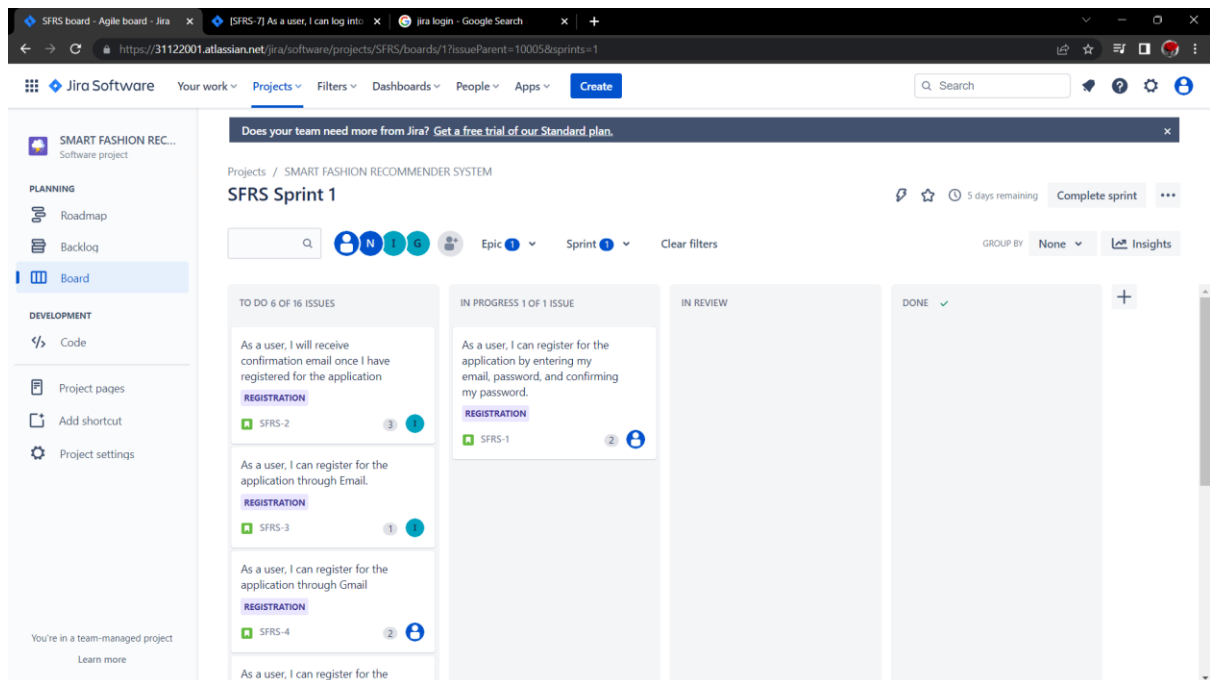 SFRS board - Agile board - Jira
[SFRS-7] As a user, I can log into
jira login - Google Search
https://31122001.atlassian.net/jira/software/projects/SFRS/boards/1?issueParent=10005&sprints=1
Jira Software
Your work
Projects
Filters
Dashboards
People
Apps
Create
Search
SMART FASHION REC...
Software project
PLANNING
Roadmap
Backlog
Board
DEVELOPMENT
Code
Project pages
Add shortcut
Project settings
You're in a team-managed project
Learn more
Does your team need more from Jira? Get a free trial of our Standard plan.
Projects / SMART FASHION RECOMMENDER SYSTEM
SFRS Sprint 1
5 days remaining
Complete sprint
N
I
G
Epic 1
Sprint 1
Clear filters
GROUP BY
None
Insights
TO DO 6 OF 16 ISSUES
As a user, I will receive
confirmation email once I have
registered for the application
REGISTRATION
SFRS-2
3
I
As a user, I can register for the
application through Email.
REGISTRATION
SFRS-3
1
I
As a user, I can register for the
application through Gmail
REGISTRATION
SFRS-4
2
As a user, I can register for the
IN PROGRESS 1 OF 1 ISSUE
As a user, I can register for the
application by entering my
email, password, and confirming
my password.
REGISTRATION
SFRS-1
2
IN REVIEW
DONE